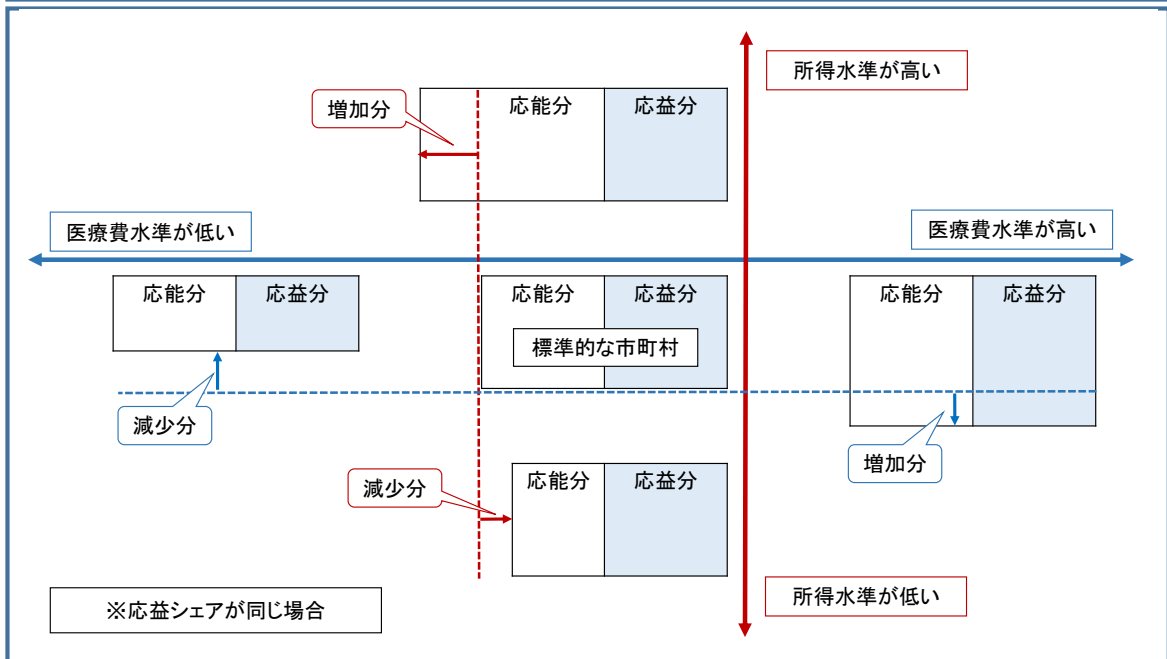 所得水準が高い
増加分
応能分
応益分
医療費水準が低い
医療費水準が高い
応能分
応益分
応能分
応益分
標準的な市町村
応能分
応益分
減少分
増加分
減少分
応能分
応益分
※応益シェアが同じ場合
所得水準が低い